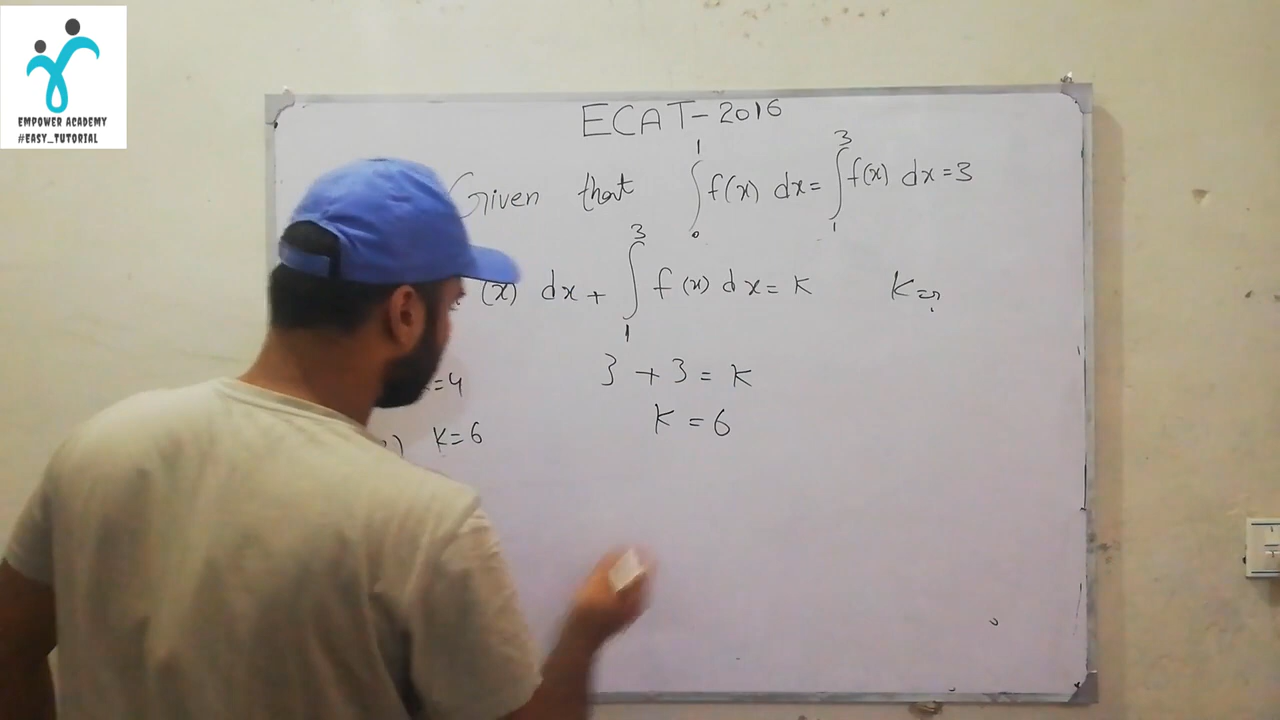 EMPOWER ACADEMY
#EASY_TUTORIAL
ECAT-2016
Given that ∫₀¹ f(x) dx = ∫₁³ f(x) dx = 3
(x) dx + ∫₁³ f(x) dx = K K=?
3 + 3 = K
K = 6
=4
) K=6